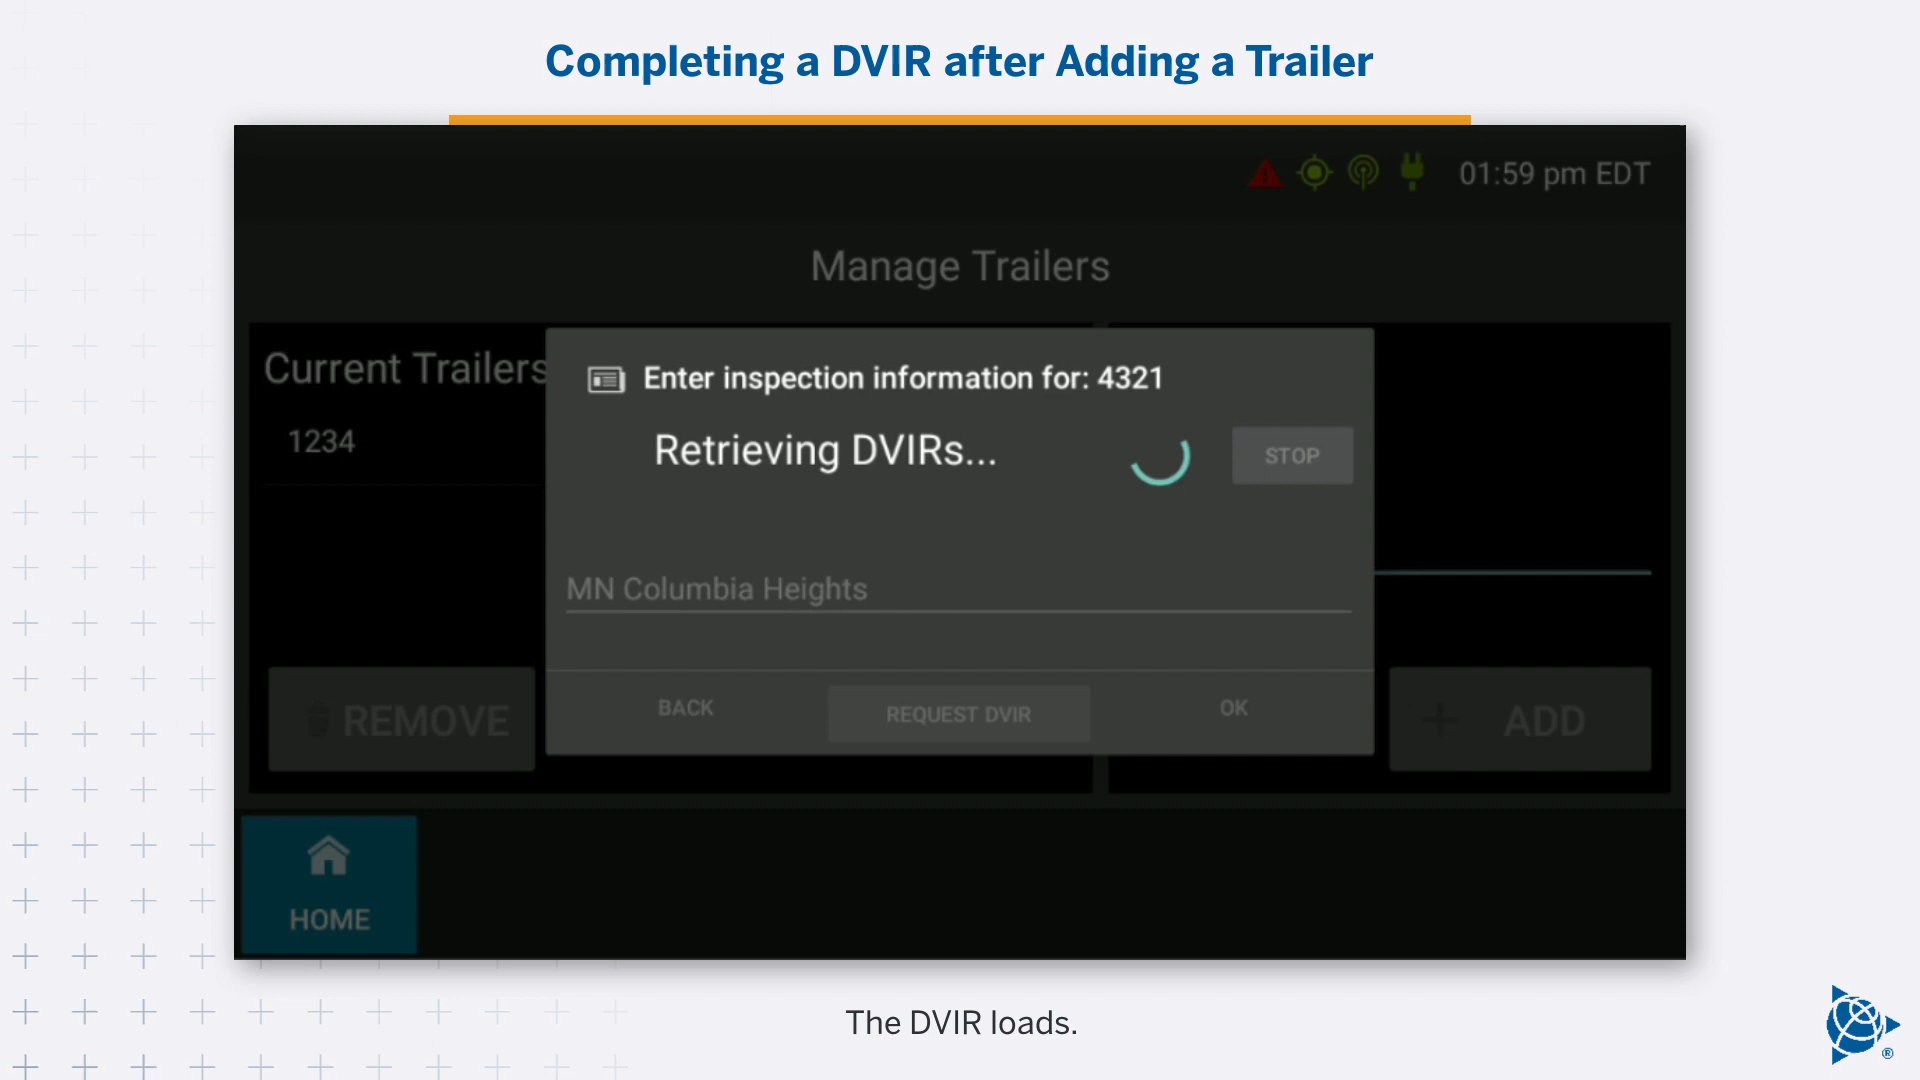 Completing a DVIR after Adding a Trailer
01:59 pm EDT
Manage Trailers
Current Trailers
1234
Enter inspection information for: 4321
Retrieving DVIRs...
STOP
MN Columbia Heights
BACK
REQUEST DVIR
OK
REMOVE
ADD
HOME
The DVIR loads.
®